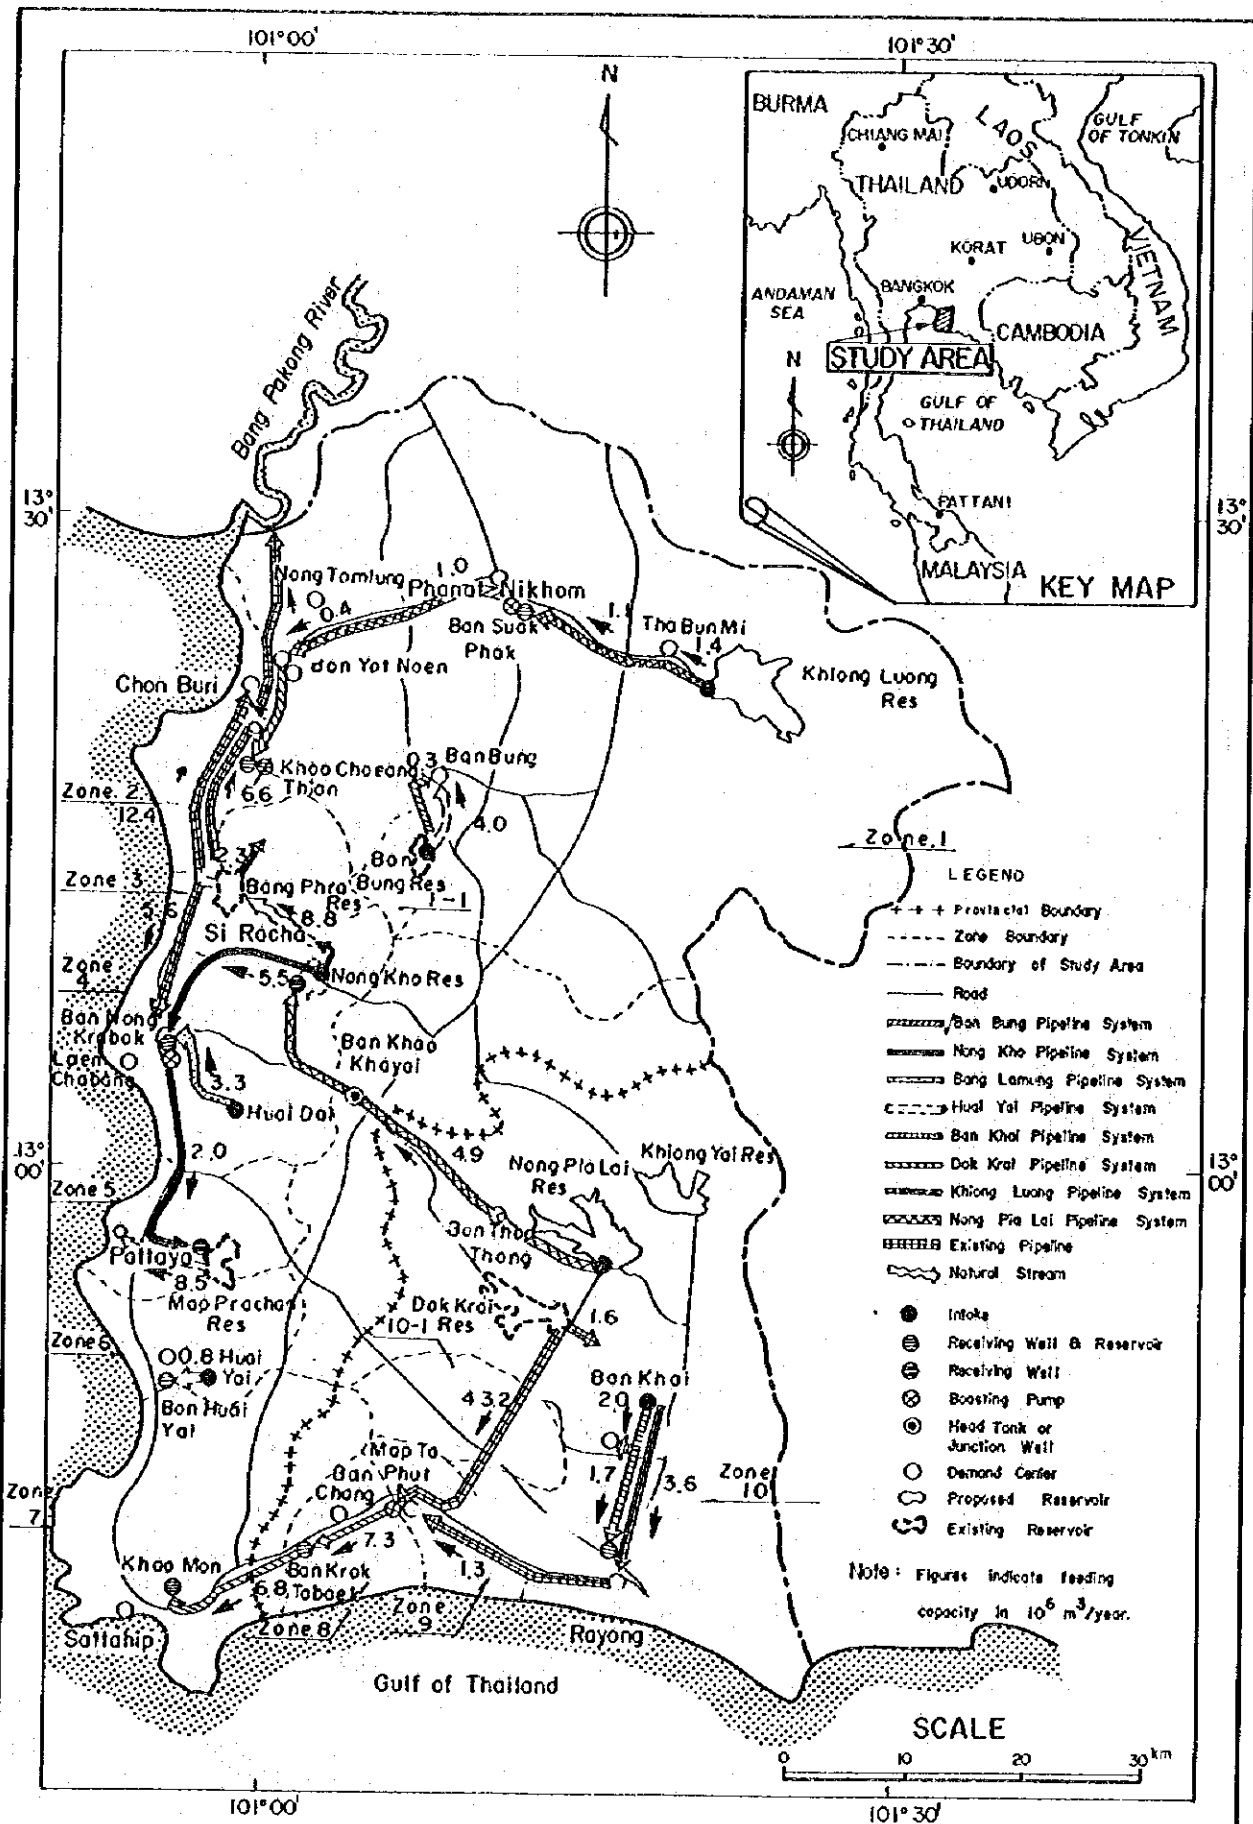 101°00'
101°30'
N
BURMA
CHIANG MAI
LAOS
GULF
OF TONKIN
THAILAND
UDORN
KORAT
UBON
VIETNAM
BANGKOK
ANDAMAN
SEA
CAMBODIA
N
STUDY AREA
GULF OF
THAILAND
PATTANI
MALAYSIA
KEY MAP
Bang Pakong River
13°
30'
13°
30'
Nong Tamlung
0.4
1.0
Phanat Nikhom
Ban Suak
Phak
1.1
Tha Bun Mi
1.4
Khlong Luong
Res
Don Yot Noen
Chon Buri
Khao Chaeang
Thian
6.6
0.3
Ban Bung
4.0
Ban
Bung Res
1-1
Zone. 2
12.4
Zone. 1
2.3
Zone 3
Bang Phra
Res
8.8
5.6
Si Racha
Zone
4
5.5
Nong Kho Res
Ban Nong
Krabok
Laem
Chabang
Ban Khao
Khayai
3.3
Huai Dak
2.0
4.9
Nong Pla Lai
Res
Khlong Yai Res
13°
00'
13°
00'
Zone 5
Ban Thap
Thong
Pattaya
8.5
Map Prachan
Res
Dok Krai
Res
10-1
1.6
Zone 6
0.8
Huai
Yai
Ban Huai
Yai
43.2
Ban Khai
2.0
Map Ta
Phut
Ban
Chang
1.7
3.6
Zone
10
Zone
7
7.3
1.3
Khao Mon
Ban Krok
Tabaek
6.8
Zone 8
Zone
9
Sattahip
Rayong
Gulf of Thailand
LEGEND
+ + + Provincial Boundary
Zone Boundary
Boundary of Study Area
Road
Ban Bung Pipeline System
Nong Kho Pipeline System
Bang Lamung Pipeline System
Huai Yai Pipeline System
Ban Khai Pipeline System
Dok Krai Pipeline System
Khlong Luong Pipeline System
Nong Pla Lai Pipeline System
Existing Pipeline
Natural Stream
Intake
Receiving Well & Reservoir
Receiving Well
Boosting Pump
Head Tank or
Junction Well
Demand Center
Proposed Reservoir
Existing Reservoir
Note : Figures indicate feeding
capacity in 10⁶ m³/year.
SCALE
0 10 20 30 km
101°00'
101°30'